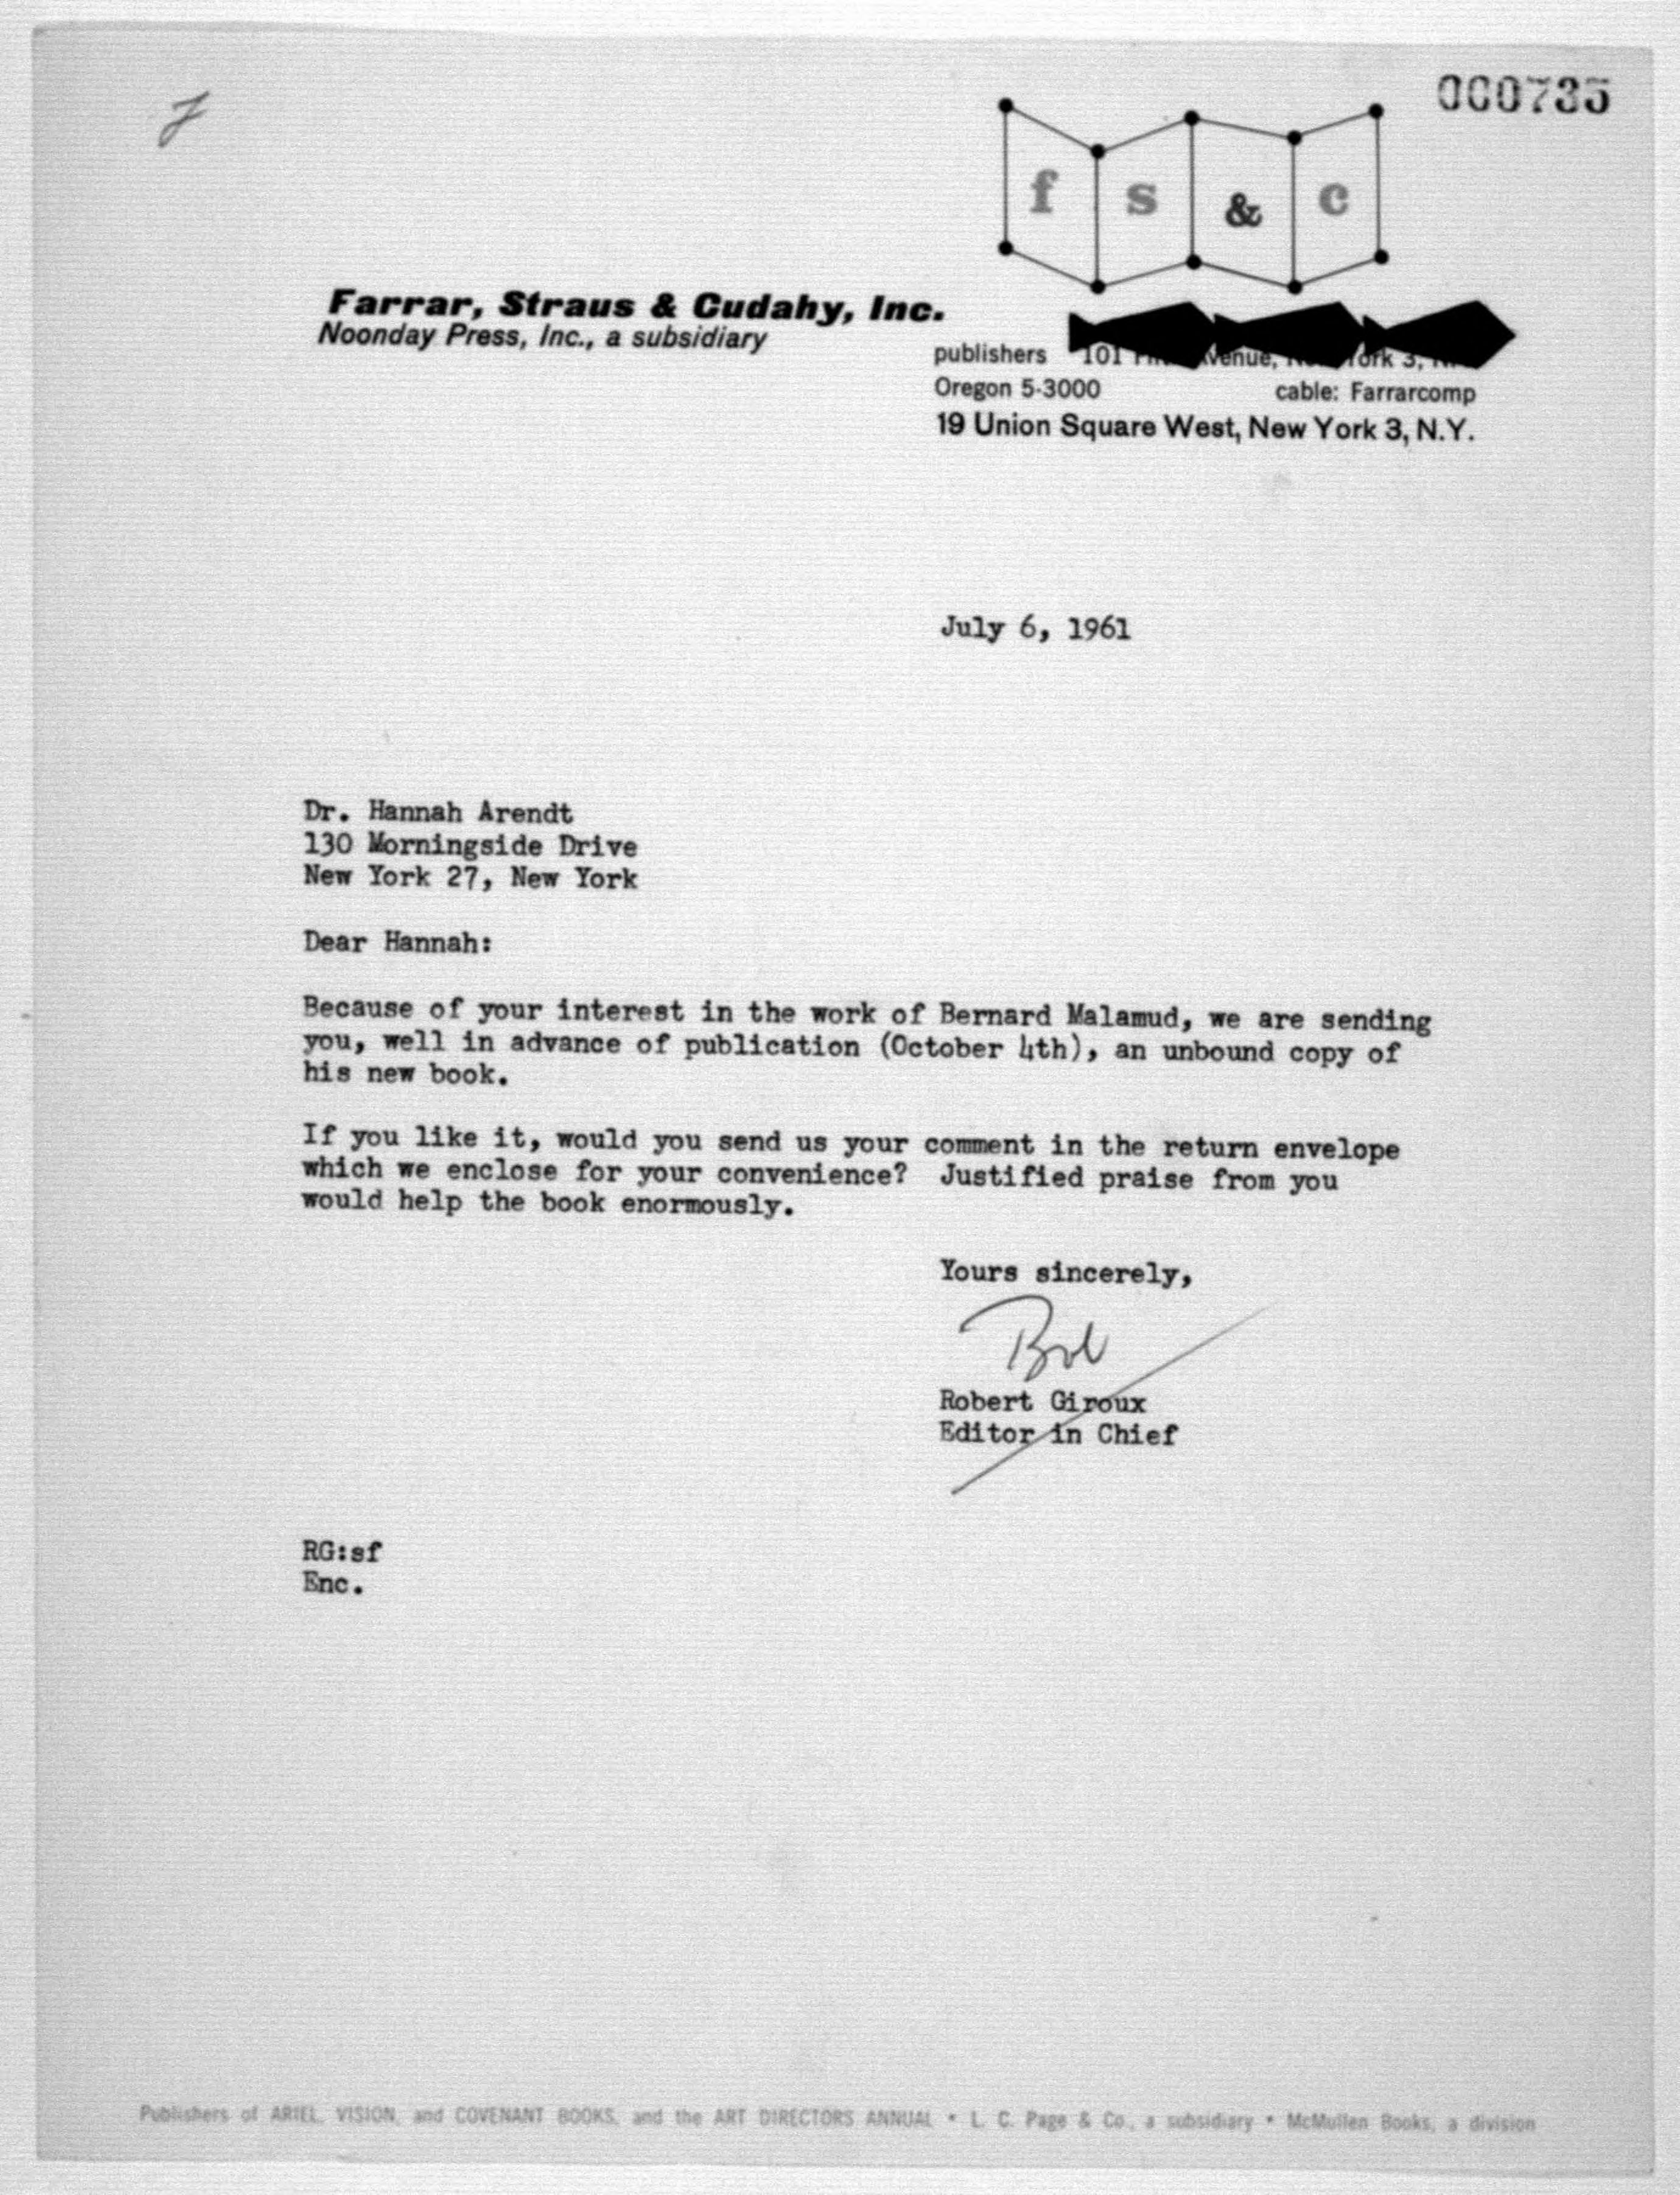 000735
f s & c
Farrar, Straus & Cudahy, Inc.
Noonday Press, Inc., a subsidiary
publishers 101 Avenue, York 3,
Oregon 5-3000 cable: Farrarcomp
19 Union Square West, New York 3, N.Y.
July 6, 1961
Dr. Hannah Arendt
130 Morningside Drive
New York 27, New York
Dear Hannah:
Because of your interest in the work of Bernard Malamud, we are sending
you, well in advance of publication (October 4th), an unbound copy of
his new book.
If you like it, would you send us your comment in the return envelope
which we enclose for your convenience? Justified praise from you
would help the book enormously.
Yours sincerely,
Bob
Robert Giroux
Editor in Chief
RG:sf
Enc.
Publishers of ARIEL, VISION, and COVENANT BOOKS, and the ART DIRECTORS ANNUAL • L. C. Page & Co., a subsidiary • McMullen Books, a division